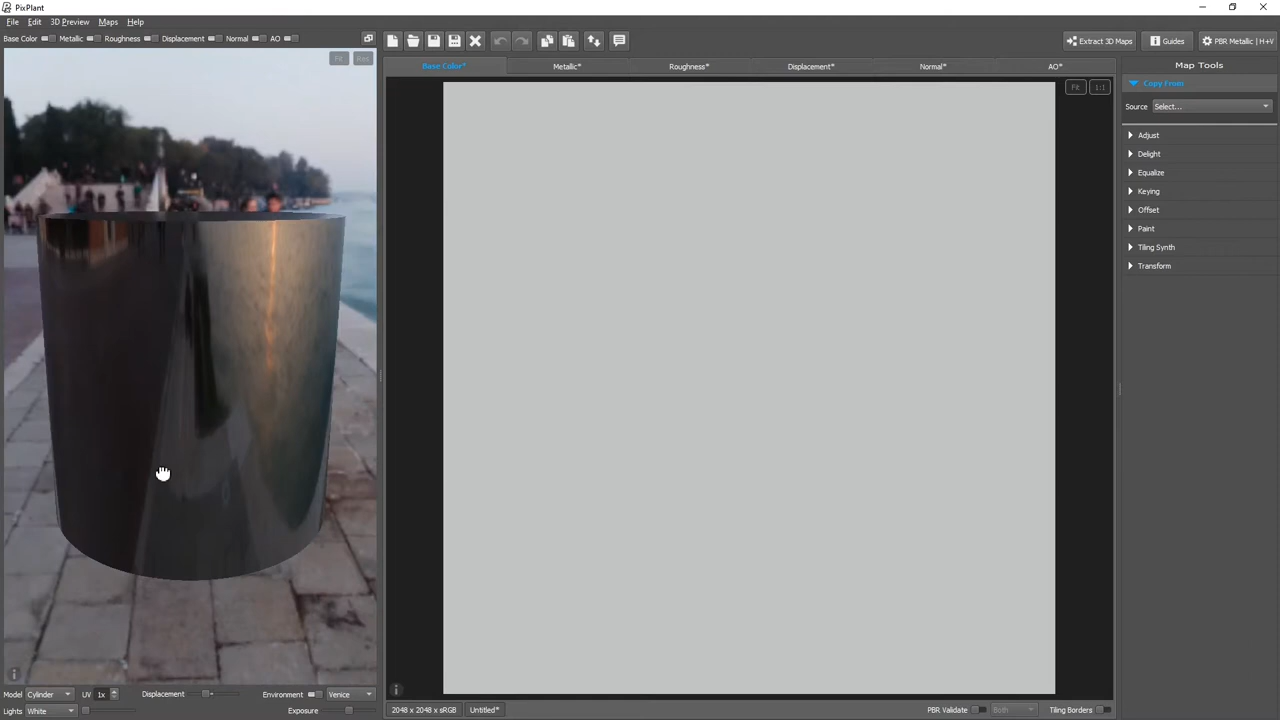 PixPlant
File Edit 3D Preview Maps Help
Base Color Metallic Roughness Displacement Normal AO
Extract 3D Maps Guides PBR Metallic | H+V
Fit Res
Base Color* Metallic* Roughness* Displacement* Normal* AO*
Map Tools
Fit 1:1
Copy From
Source Select...
Adjust
Delight
Equalize
Keying
Offset
Paint
Tiling Synth
Transform
Model Cylinder UV 1x Displacement Environment Venice
Lights White Exposure
2048 x 2048 x sRGB Untitled* PBR Validate Both Tiling Borders